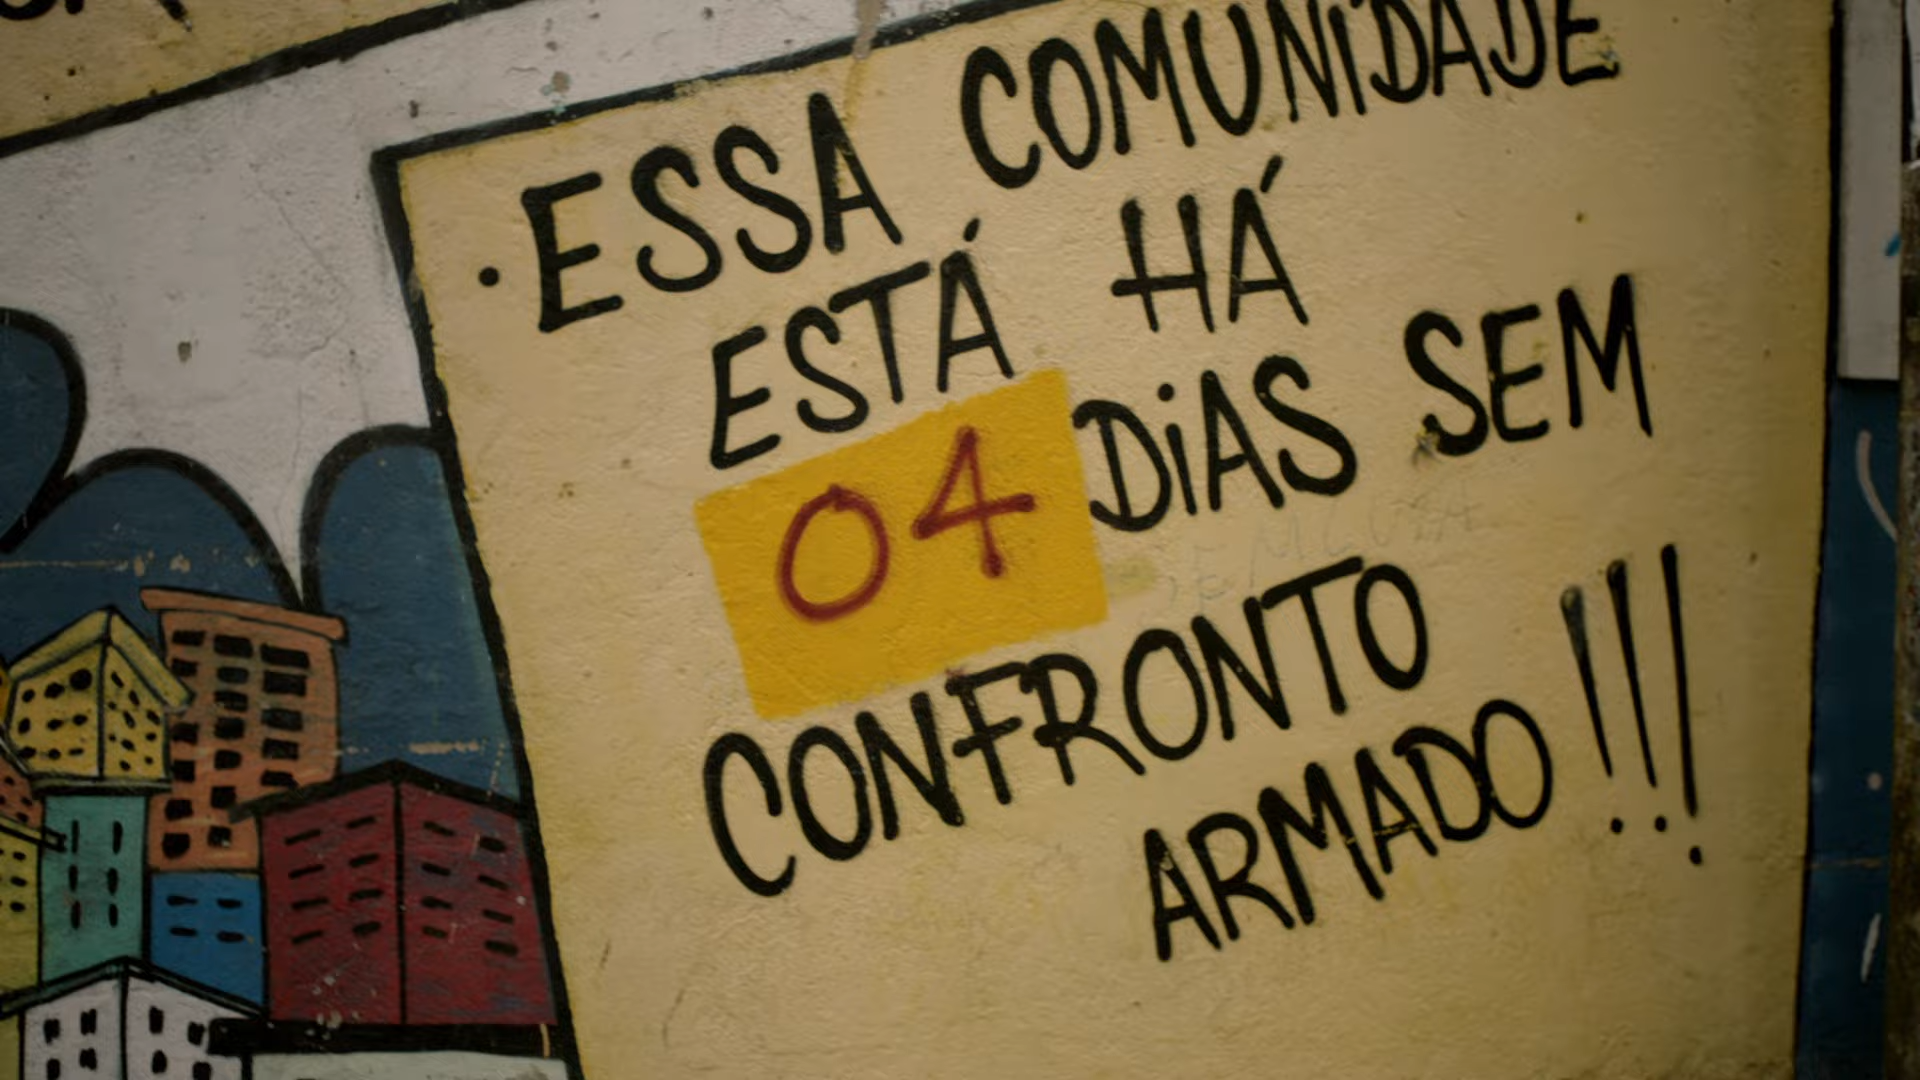 · ESSA COMUNIDADE
ESTÁ HÁ
04 DIAS SEM
CONFRONTO
ARMADO!!!